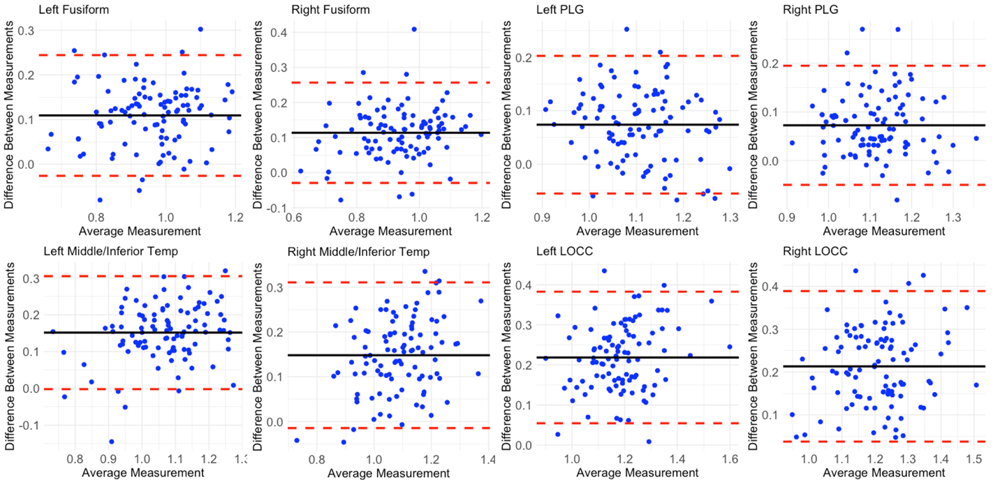 Left Fusiform
Difference Between Measurements
0.3
0.2
0.1
0.0
0.8
1.0
1.2
Average Measurement
Right Fusiform
Difference Between Measurements
0.4
0.3
0.2
0.1
0.0
-0.1
0.6
0.8
1.0
1.2
Average Measurement
Left PLG
Difference Between Measurements
0.2
0.1
0.0
0.9
1.0
1.1
1.2
1.3
Average Measurement
Right PLG
Difference Between Measurements
0.2
0.1
0.0
0.9
1.0
1.1
1.2
1.3
Average Measurement
Left Middle/Inferior Temp
Difference Between Measurements
0.3
0.2
0.1
0.0
-0.1
0.8
0.9
1.0
1.1
1.2
Average Measurement
Right Middle/Inferior Temp
Difference Between Measurements
0.3
0.2
0.1
0.0
0.8
1.0
1.2
1.4
Average Measurement
Left LOCC
Difference Between Measurements
0.4
0.3
0.2
0.1
0.0
1.0
1.2
1.4
1.6
Average Measurement
Right LOCC
Difference Between Measurements
0.4
0.3
0.2
0.1
1.0
1.1
1.2
1.3
1.4
1.5
Average Measurement